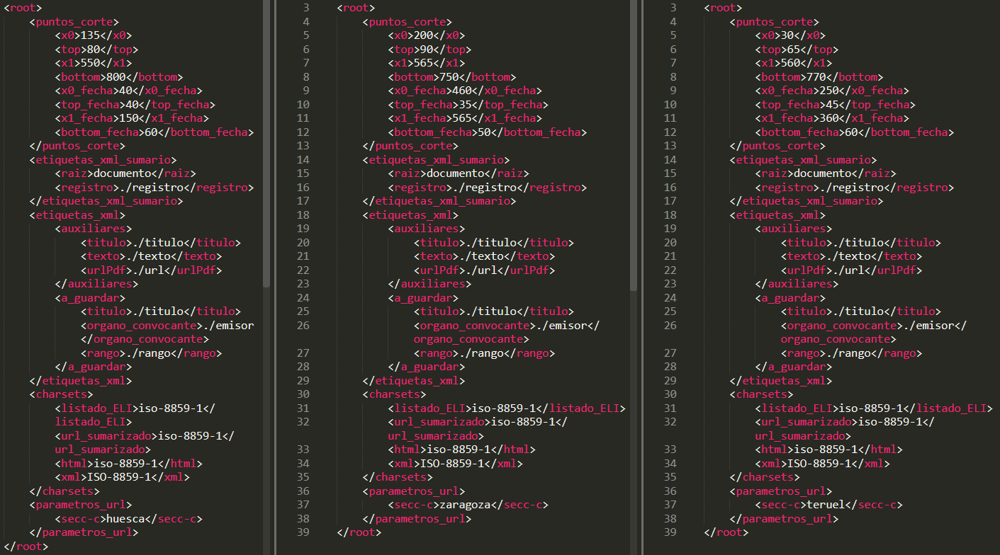 <root>
<puntos_corte>
<x0>135</x0>
<top>80</top>
<x1>550</x1>
<bottom>800</bottom>
<x0_fecha>40</x0_fecha>
<top_fecha>40</top_fecha>
<x1_fecha>150</x1_fecha>
<bottom_fecha>60</bottom_fecha>
</puntos_corte>
<etiquetas_xml_sumario>
<raiz>documento</raiz>
<registro>./registro</registro>
</etiquetas_xml_sumario>
<etiquetas_xml>
<auxiliares>
<titulo>./titulo</titulo>
<texto>./texto</texto>
<urlPdf>./url</urlPdf>
</auxiliares>
<a_guardar>
<titulo>./titulo</titulo>
<organo_convocante>./emisor
</organo_convocante>
<rango>./rango</rango>
</a_guardar>
</etiquetas_xml>
<charsets>
<listado_ELI>iso-8859-1</
listado_ELI>
<url_sumarizado>iso-8859-1</
url_sumarizado>
<html>iso-8859-1</html>
<xml>ISO-8859-1</xml>
</charsets>
<parametros_url>
<secc-c>huesca</secc-c>
</parametros_url>
</root>
3 <root>
4 <puntos_corte>
5 <x0>200</x0>
6 <top>90</top>
7 <x1>565</x1>
8 <bottom>750</bottom>
9 <x0_fecha>460</x0_fecha>
10 <top_fecha>35</top_fecha>
11 <x1_fecha>565</x1_fecha>
12 <bottom_fecha>50</bottom_fecha>
13 </puntos_corte>
14 <etiquetas_xml_sumario>
15 <raiz>documento</raiz>
16 <registro>./registro</registro>
17 </etiquetas_xml_sumario>
18 <etiquetas_xml>
19 <auxiliares>
20 <titulo>./titulo</titulo>
21 <texto>./texto</texto>
22 <urlPdf>./url</urlPdf>
23 </auxiliares>
24 <a_guardar>
25 <titulo>./titulo</titulo>
26 <organo_convocante>./emisor</
organo_convocante>
27 <rango>./rango</rango>
28 </a_guardar>
29 </etiquetas_xml>
30 <charsets>
31 <listado_ELI>iso-8859-1</listado_ELI>
32 <url_sumarizado>iso-8859-1</
url_sumarizado>
33 <html>iso-8859-1</html>
34 <xml>ISO-8859-1</xml>
35 </charsets>
36 <parametros_url>
37 <secc-c>zaragoza</secc-c>
38 </parametros_url>
39 </root>
3 <root>
4 <puntos_corte>
5 <x0>30</x0>
6 <top>65</top>
7 <x1>560</x1>
8 <bottom>770</bottom>
9 <x0_fecha>250</x0_fecha>
10 <top_fecha>45</top_fecha>
11 <x1_fecha>360</x1_fecha>
12 <bottom_fecha>60</bottom_fecha>
13 </puntos_corte>
14 <etiquetas_xml_sumario>
15 <raiz>documento</raiz>
16 <registro>./registro</registro>
17 </etiquetas_xml_sumario>
18 <etiquetas_xml>
19 <auxiliares>
20 <titulo>./titulo</titulo>
21 <texto>./texto</texto>
22 <urlPdf>./url</urlPdf>
23 </auxiliares>
24 <a_guardar>
25 <titulo>./titulo</titulo>
26 <organo_convocante>./emisor</
organo_convocante>
27 <rango>./rango</rango>
28 </a_guardar>
29 </etiquetas_xml>
30 <charsets>
31 <listado_ELI>iso-8859-1</listado_ELI>
32 <url_sumarizado>iso-8859-1</
url_sumarizado>
33 <html>iso-8859-1</html>
34 <xml>ISO-8859-1</xml>
35 </charsets>
36 <parametros_url>
37 <secc-c>teruel</secc-c>
38 </parametros_url>
39 </root>